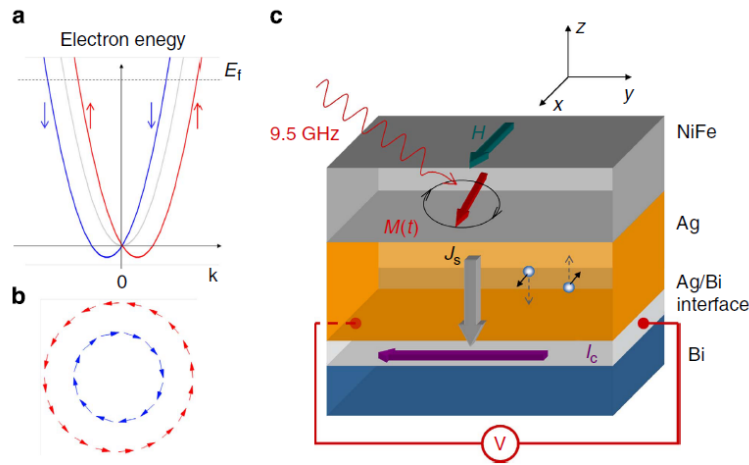 a
Electron enegy
E_f
0
k
b
c
z
x
y
9.5 GHz
H
NiFe
M(t)
Ag
J_s
Ag/Bi
interface
I_c
Bi
V